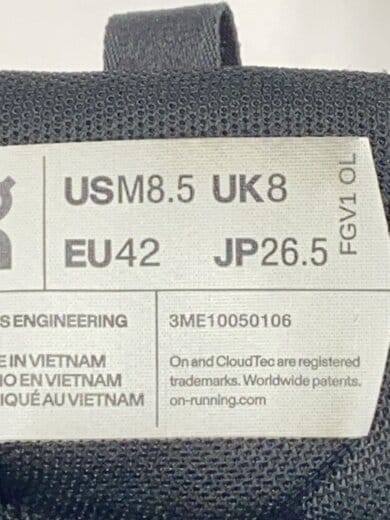 USM8.5 UK8
EU42 JP26.5
FGV1 OL
S ENGINEERING
3ME10050106
E IN VIETNAM
O EN VIETNAM
IQUÉ AU VIETNAM
On and CloudTec are registered
trademarks. Worldwide patents.
on-running.com